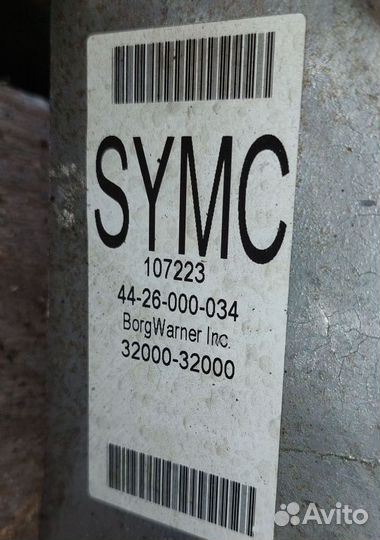 SYMC
107223
44-26-000-034
BorgWarner Inc.
32000-32000
Avito